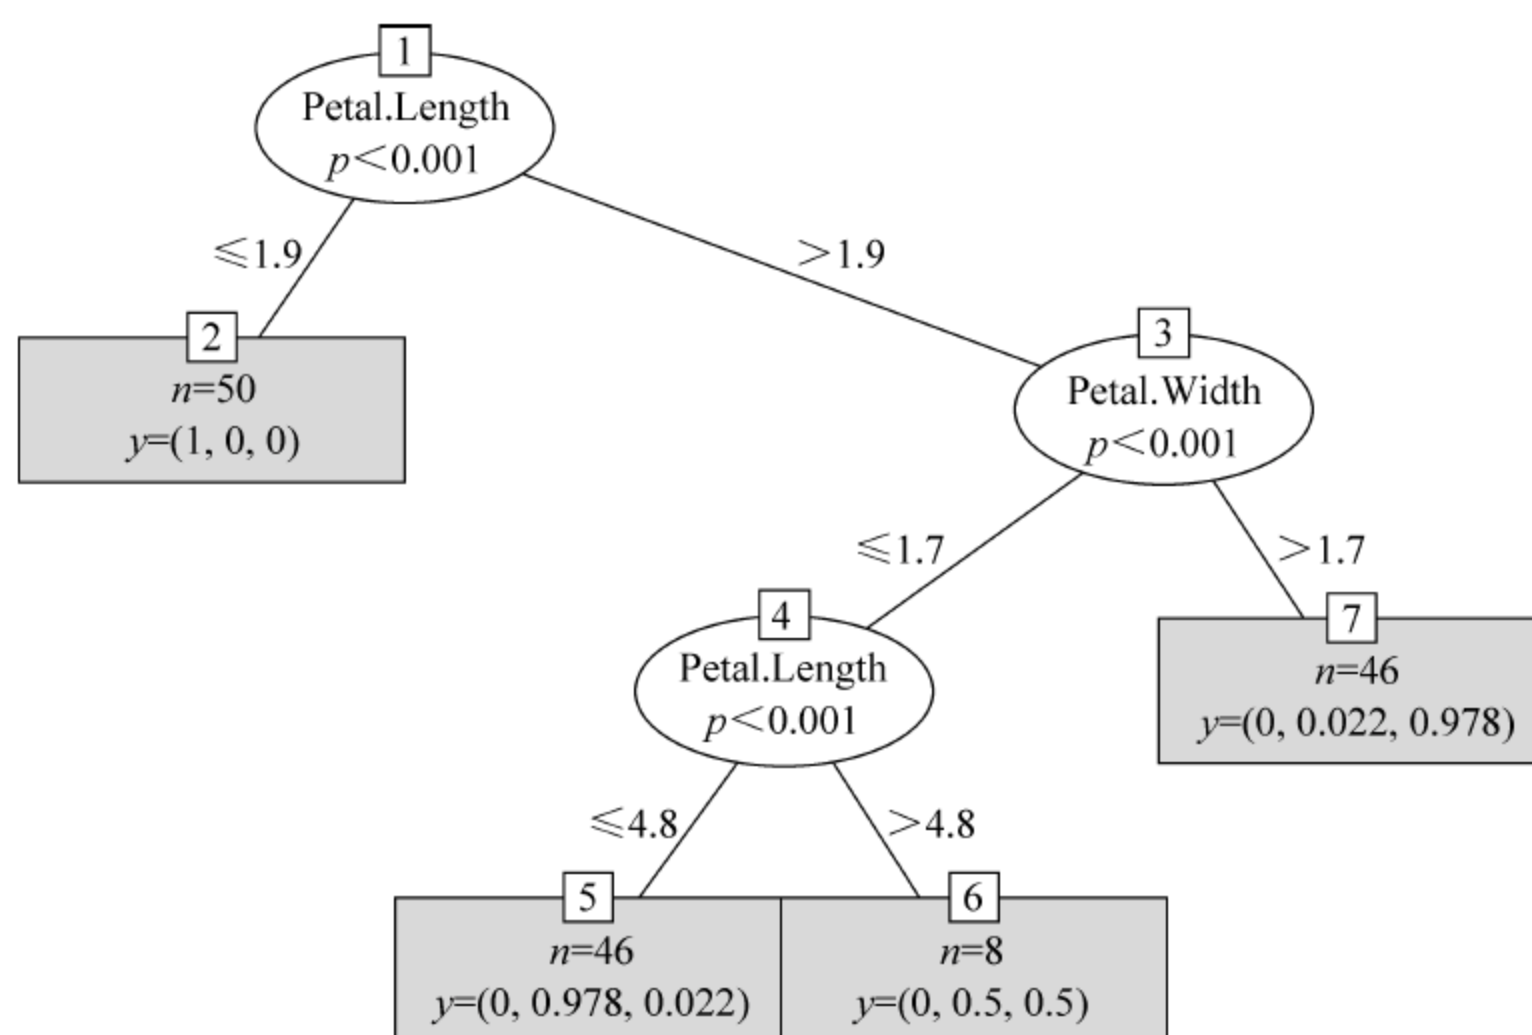 1
Petal.Length
p<0.001
⩽1.9
>1.9
2
n=50
y=(1, 0, 0)
3
Petal.Width
p<0.001
⩽1.7
>1.7
4
Petal.Length
p<0.001
7
n=46
y=(0, 0.022, 0.978)
⩽4.8
>4.8
5
n=46
y=(0, 0.978, 0.022)
6
n=8
y=(0, 0.5, 0.5)